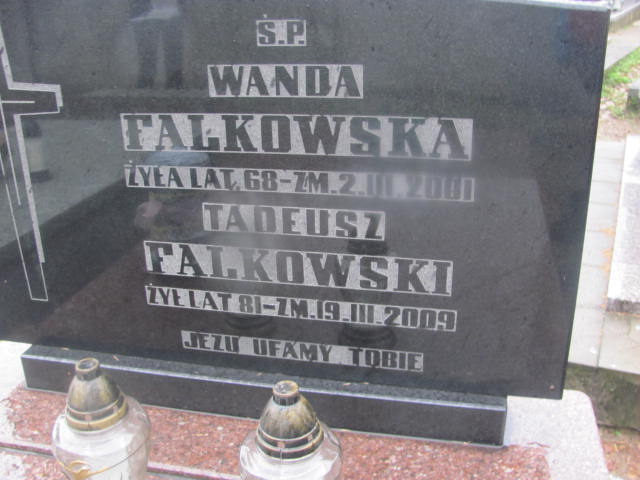 Ś.P.
WANDA
FALKOWSKA
ŻYŁA LAT 68-ZM.2.III.2001
TADEUSZ
FALKOWSKI
ŻYŁ LAT 81-ZM.19.III.2009
JEZU UFAMY TOBIE